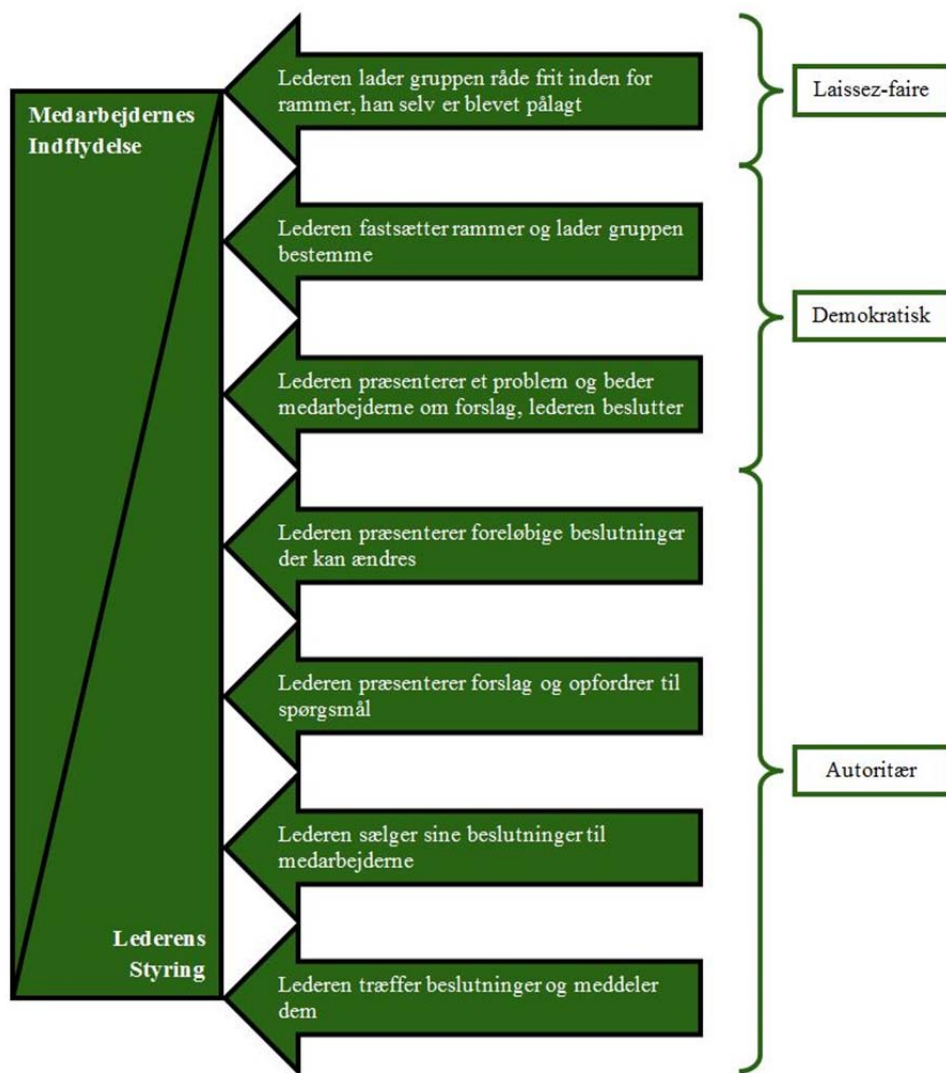 Medarbejdernes
Indflydelse
Lederen lader gruppen råde frit inden for
rammer, han selv er blevet pålagt
Laissez-faire
Lederen fastsætter rammer og lader gruppen
bestemme
Demokratisk
Lederen præsenterer et problem og beder
medarbejderne om forslag, lederen beslutter
Lederen præsenterer foreløbige beslutninger
der kan ændres
Lederen præsenterer forslag og opfordrer til
spørgsmål
Autoritær
Lederen sælger sine beslutninger til
medarbejderne
Lederens
Styring
Lederen træffer beslutninger og meddeler
dem